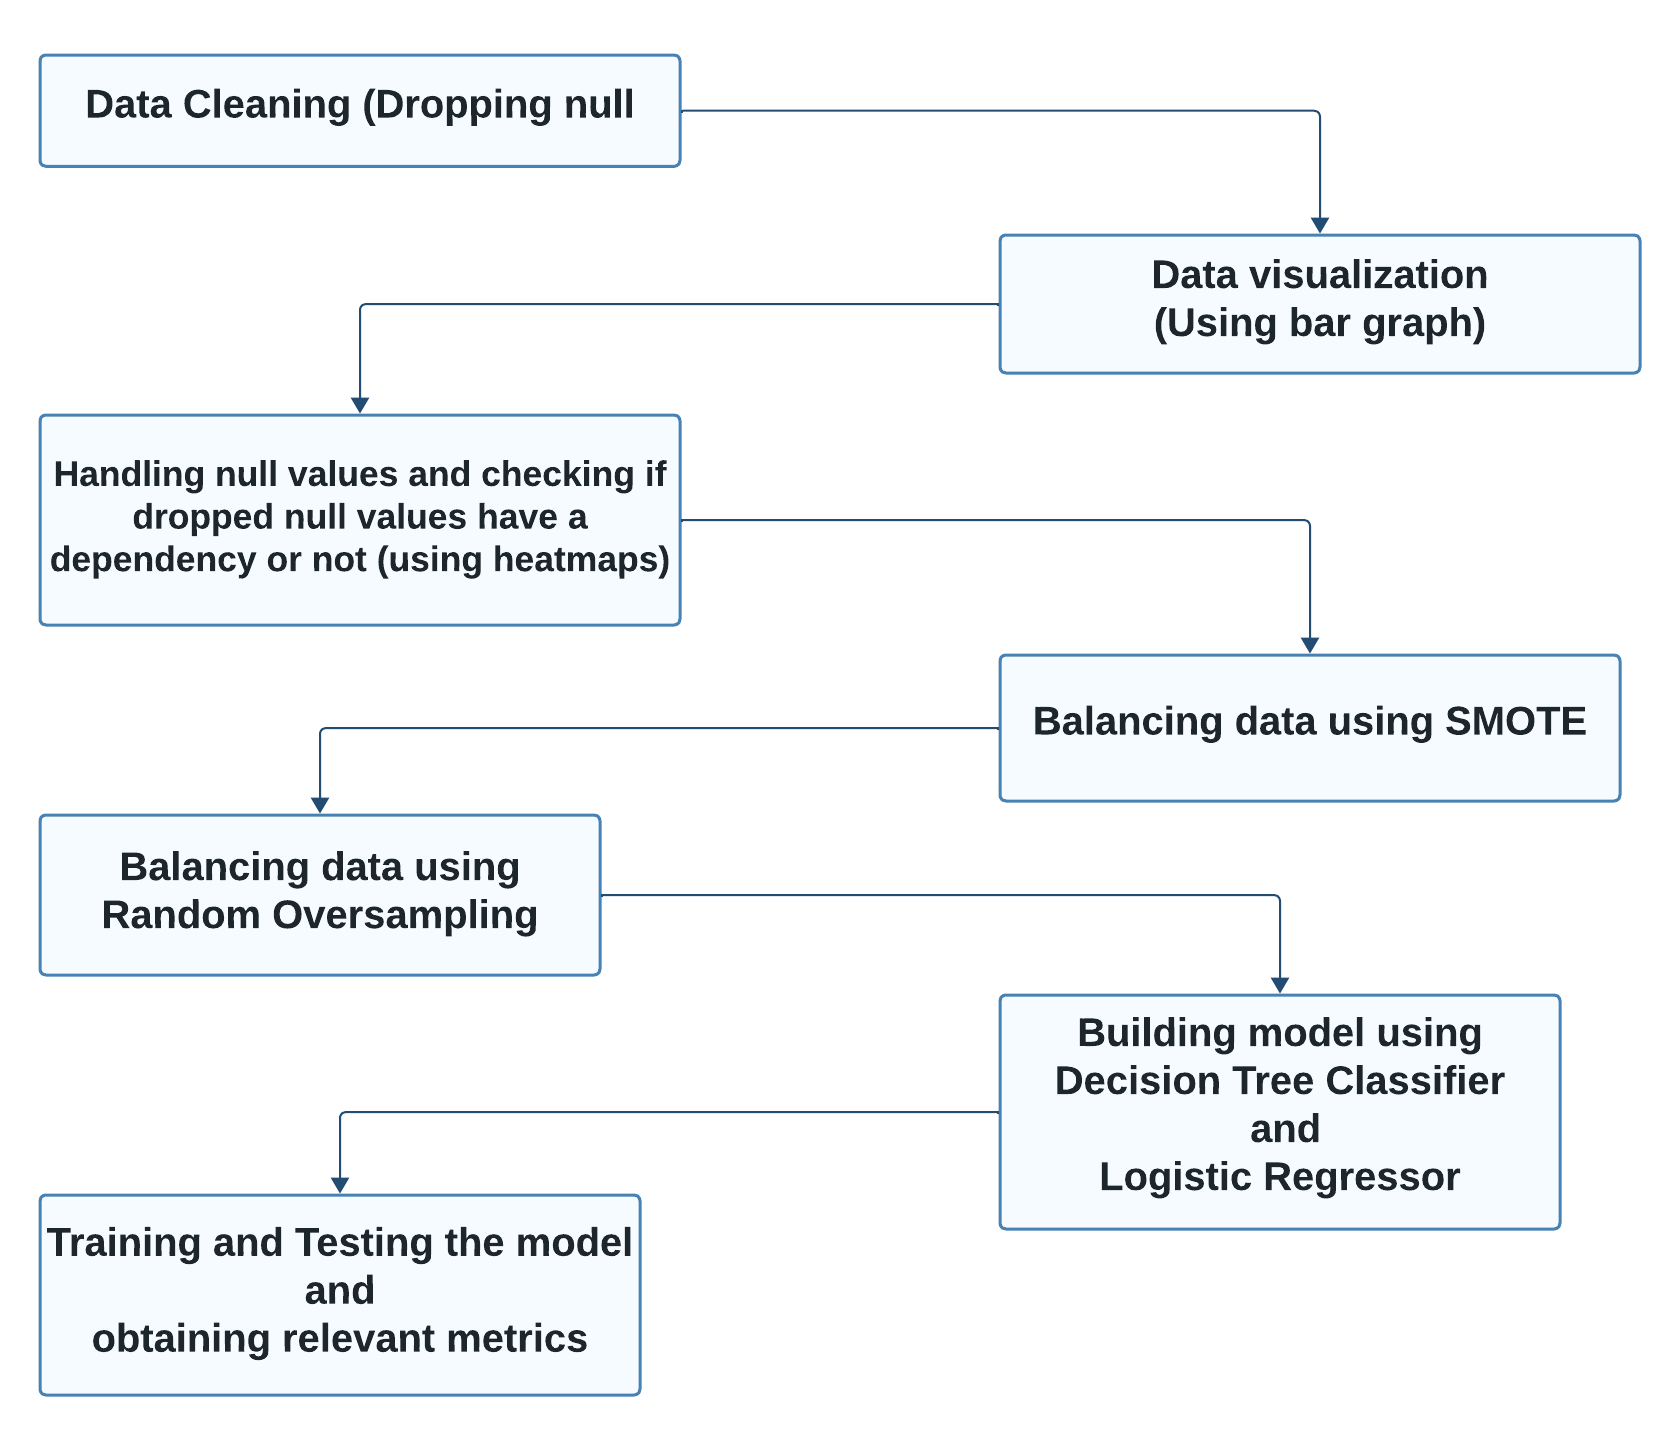 Data Cleaning (Dropping null
Data visualization
(Using bar graph)
Handling null values and checking if
dropped null values have a
dependency or not (using heatmaps)
Balancing data using SMOTE
Balancing data using
Random Oversampling
Building model using
Decision Tree Classifier
and
Logistic Regressor
Training and Testing the model
and
obtaining relevant metrics